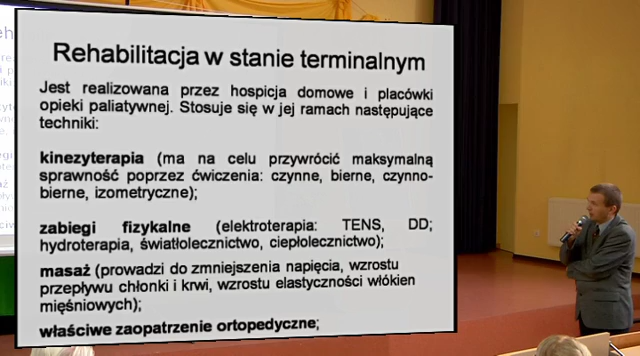 Rehabilitacja w stanie terminalnym
Jest realizowana przez hospicja domowe i placówki
opieki paliatywnej. Stosuje się w jej ramach następujące
techniki:
kinezyterapia (ma na celu przywrócić maksymalną
sprawność poprzez ćwiczenia: czynne, bierne, czynno-
bierne, izometryczne);
zabiegi fizykalne (elektroterapia: TENS, DD;
hydroterapia, światłolecznictwo, ciepłolecznictwo);
masaż (prowadzi do zmniejszenia napięcia, wzrostu
przepływu chłonki i krwi, wzrostu elastyczności włókien
mięśniowych);
właściwe zaopatrzenie ortopedyczne;